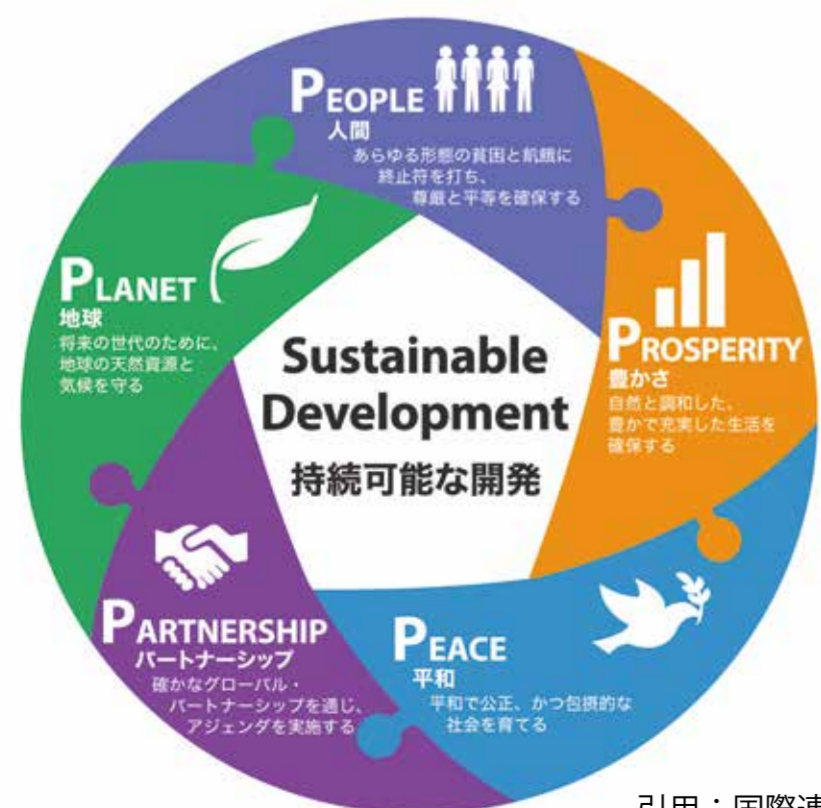 PEOPLE
人間
あらゆる形態の貧困と飢餓に
終止符を打ち、
尊厳と平等を確保する
PROSPERITY
豊かさ
自然と調和した、
豊かで充実した生活を
確保する
PEACE
平和
平和で公正、かつ包摂的な
社会を育てる
PARTNERSHIP
パートナーシップ
確かなグローバル・
パートナーシップを通じ、
アジェンダを実施する
PLANET
地球
将来の世代のために、
地球の天然資源と
気候を守る
Sustainable
Development
持続可能な開発
引用：国際連